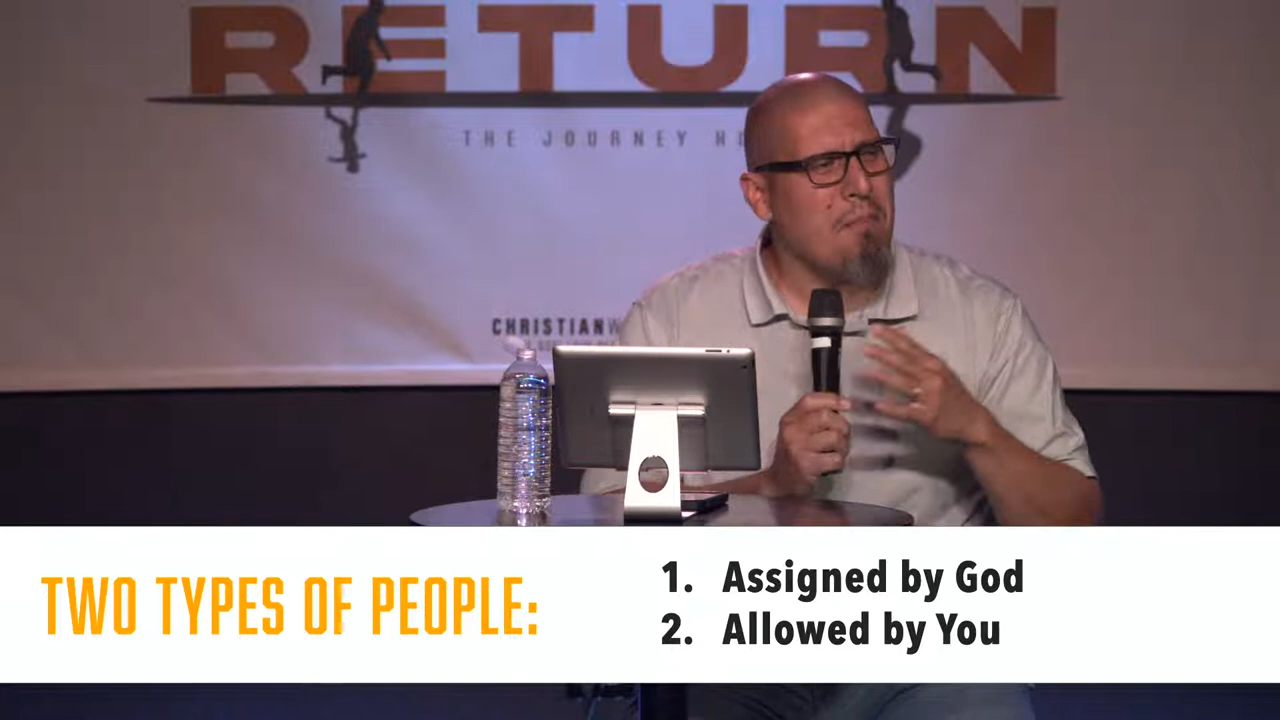 RETURN
THE JOURNEY
CHRISTIAN
TWO TYPES OF PEOPLE:
1. Assigned by God
2. Allowed by You